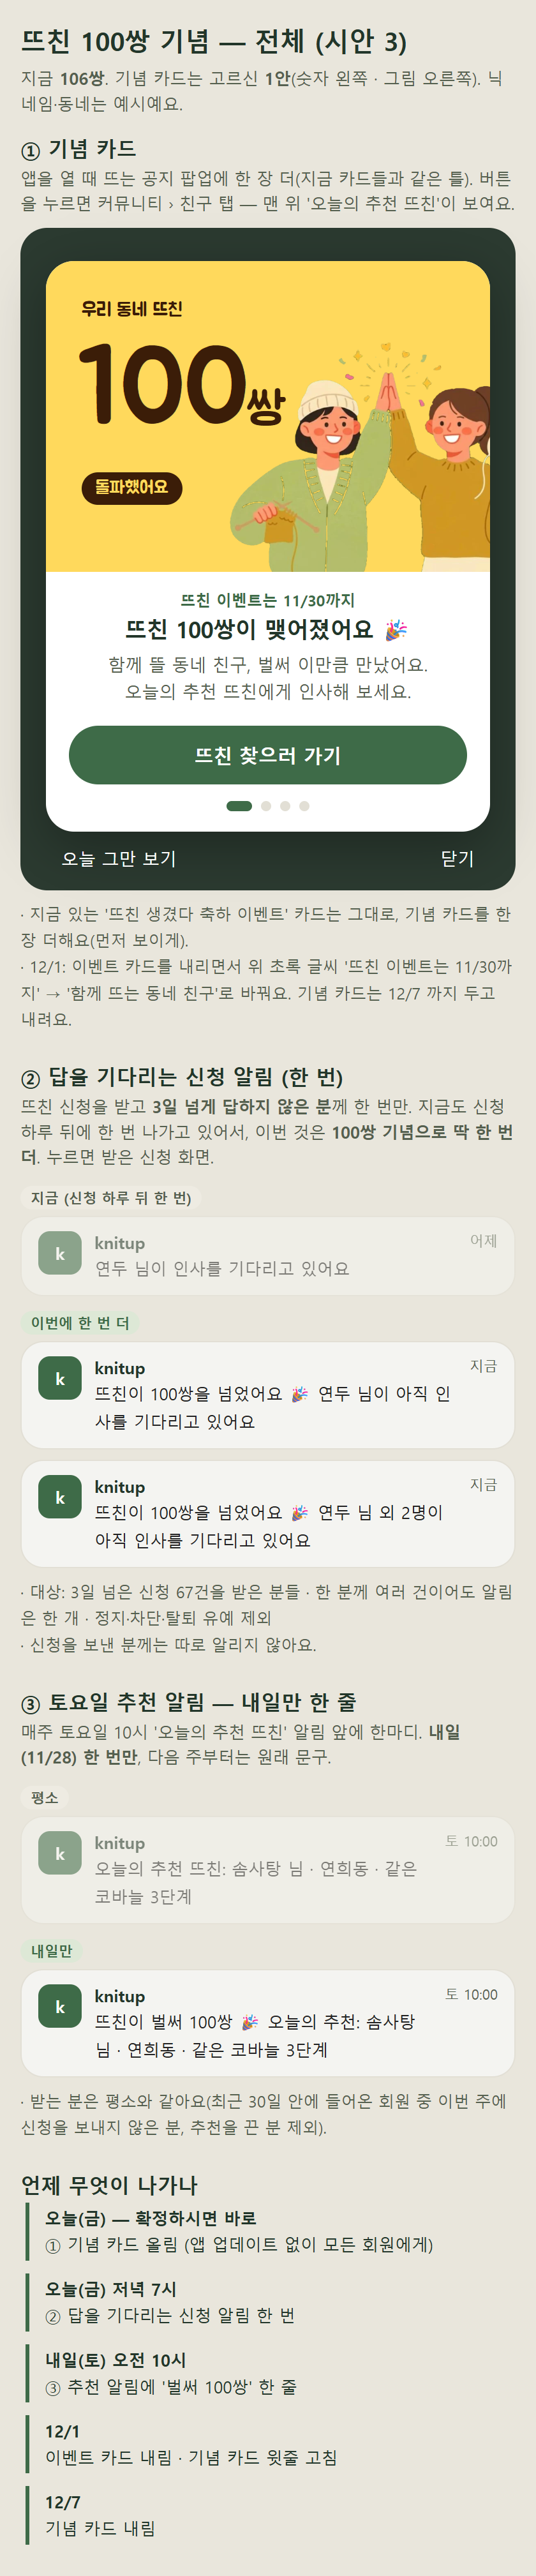 뜨친 100쌍 기념 — 전체 (시안 3)
지금 106쌍. 기념 카드는 고르신 1안(숫자 왼쪽 · 그림 오른쪽). 닉
네임·동네는 예시예요.
① 기념 카드
앱을 열 때 뜨는 공지 팝업에 한 장 더(지금 카드들과 같은 틀). 버튼
을 누르면 커뮤니티 › 친구 탭 — 맨 위 '오늘의 추천 뜨친'이 보여요.
우리 동네 뜨친
100쌍
돌파했어요
뜨친 이벤트는 11/30까지
뜨친 100쌍이 맺어졌어요 🎉
함께 뜰 동네 친구, 벌써 이만큼 만났어요.
오늘의 추천 뜨친에게 인사해 보세요.
뜨친 찾으러 가기
오늘 그만 보기
닫기
· 지금 있는 '뜨친 생겼다 축하 이벤트' 카드는 그대로, 기념 카드를 한
장 더해요(먼저 보이게).
· 12/1: 이벤트 카드를 내리면서 위 초록 글씨 '뜨친 이벤트는 11/30까
지' → '함께 뜨는 동네 친구'로 바꿔요. 기념 카드는 12/7 까지 두고
내려요.
② 답을 기다리는 신청 알림 (한 번)
뜨친 신청을 받고 3일 넘게 답하지 않은 분께 한 번만. 지금도 신청
하루 뒤에 한 번 나가고 있어서, 이번 것은 100쌍 기념으로 딱 한 번
더. 누르면 받은 신청 화면.
지금 (신청 하루 뒤 한 번)
k
knitup
어제
연두 님이 인사를 기다리고 있어요
이번에 한 번 더
k
knitup
지금
뜨친이 100쌍을 넘었어요 🎉 연두 님이 아직 인
사를 기다리고 있어요
k
knitup
지금
뜨친이 100쌍을 넘었어요 🎉 연두 님 외 2명이
아직 인사를 기다리고 있어요
· 대상: 3일 넘은 신청 67건을 받은 분들 · 한 분께 여러 건이어도 알림
은 한 개 · 정지·차단·탈퇴 유예 제외
· 신청을 보낸 분께는 따로 알리지 않아요.
③ 토요일 추천 알림 — 내일만 한 줄
매주 토요일 10시 '오늘의 추천 뜨친' 알림 앞에 한마디. 내일
(11/28) 한 번만, 다음 주부터는 원래 문구.
평소
k
knitup
토 10:00
오늘의 추천 뜨친: 솜사탕 님 · 연희동 · 같은
코바늘 3단계
내일만
k
knitup
토 10:00
뜨친이 벌써 100쌍 🎉 오늘의 추천: 솜사탕
님 · 연희동 · 같은 코바늘 3단계
· 받는 분은 평소와 같아요(최근 30일 안에 들어온 회원 중 이번 주에
신청을 보내지 않은 분, 추천을 끈 분 제외).
언제 무엇이 나가나
오늘(금) — 확정하시면 바로
① 기념 카드 올림 (앱 업데이트 없이 모든 회원에게)
오늘(금) 저녁 7시
② 답을 기다리는 신청 알림 한 번
내일(토) 오전 10시
③ 추천 알림에 '벌써 100쌍' 한 줄
12/1
이벤트 카드 내림 · 기념 카드 윗줄 고침
12/7
기념 카드 내림